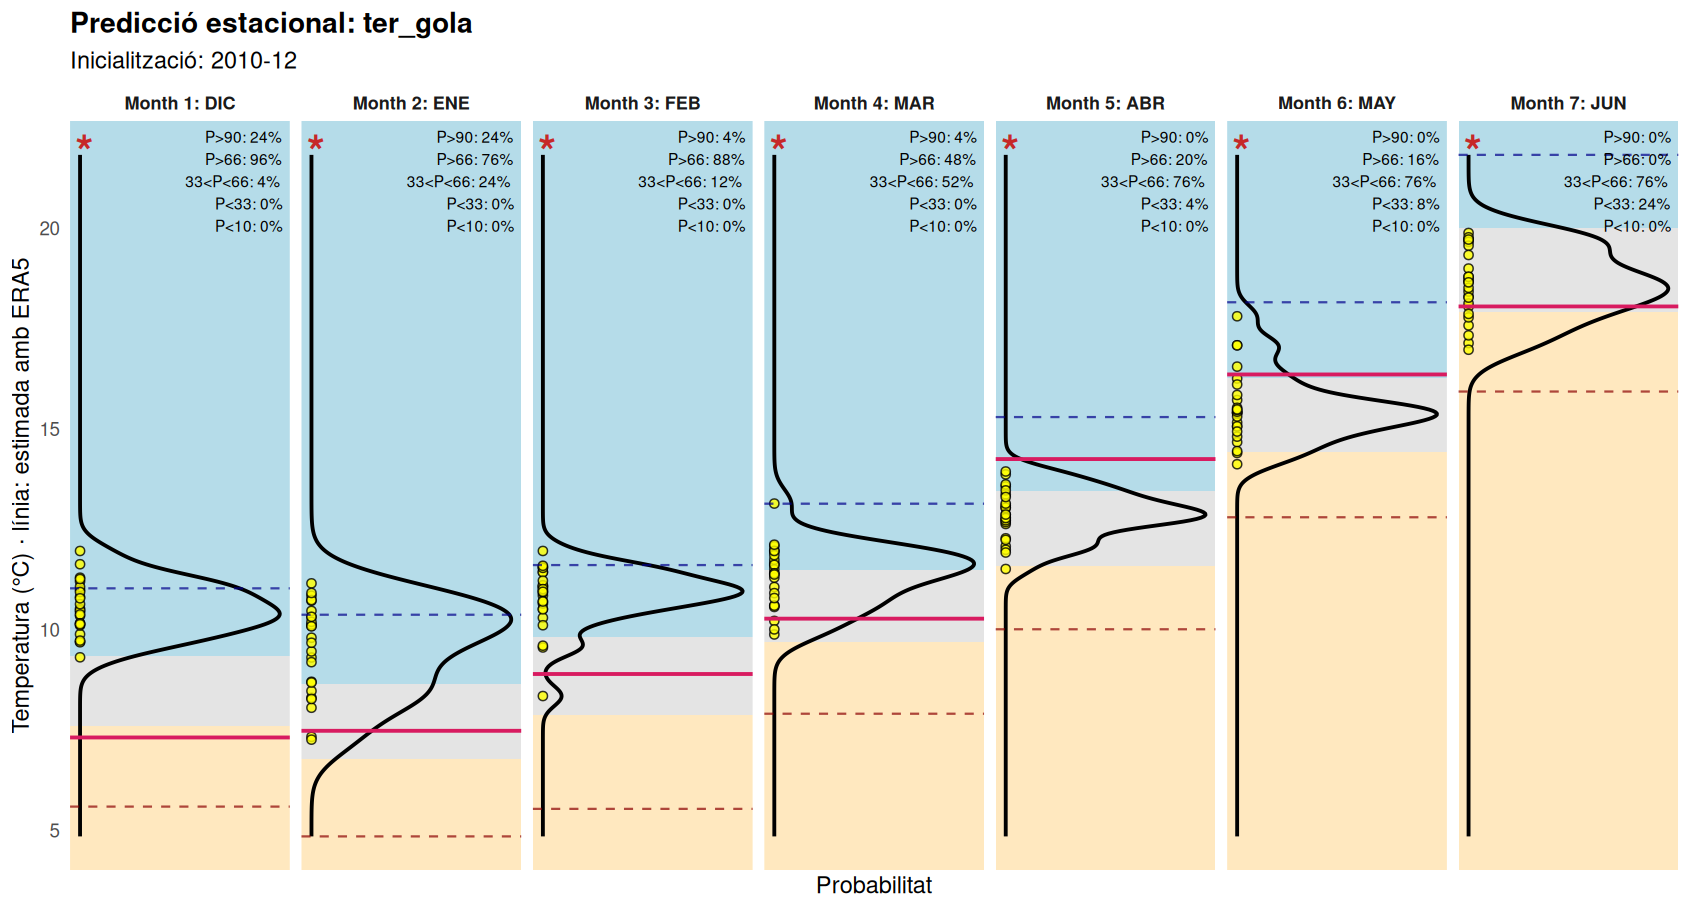 Predicció estacional: ter_gola
Inicialització: 2010-12
Month 1: DIC
Month 2: ENE
Month 3: FEB
Month 4: MAR
Month 5: ABR
Month 6: MAY
Month 7: JUN
*
P>90: 24%
P>66: 96%
33<P<66: 4%
P<33: 0%
P<10: 0%
*
P>90: 24%
P>66: 76%
33<P<66: 24%
P<33: 0%
P<10: 0%
*
P>90: 4%
P>66: 88%
33<P<66: 12%
P<33: 0%
P<10: 0%
*
P>90: 4%
P>66: 48%
33<P<66: 52%
P<33: 0%
P<10: 0%
*
P>90: 0%
P>66: 20%
33<P<66: 76%
P<33: 4%
P<10: 0%
*
P>90: 0%
P>66: 16%
33<P<66: 76%
P<33: 8%
P<10: 0%
*
P>90: 0%
P>66: 0%
33<P<66: 76%
P<33: 24%
P<10: 0%
20
15
10
5
Temperatura (°C) · línia: estimada amb ERA5
Probabilitat